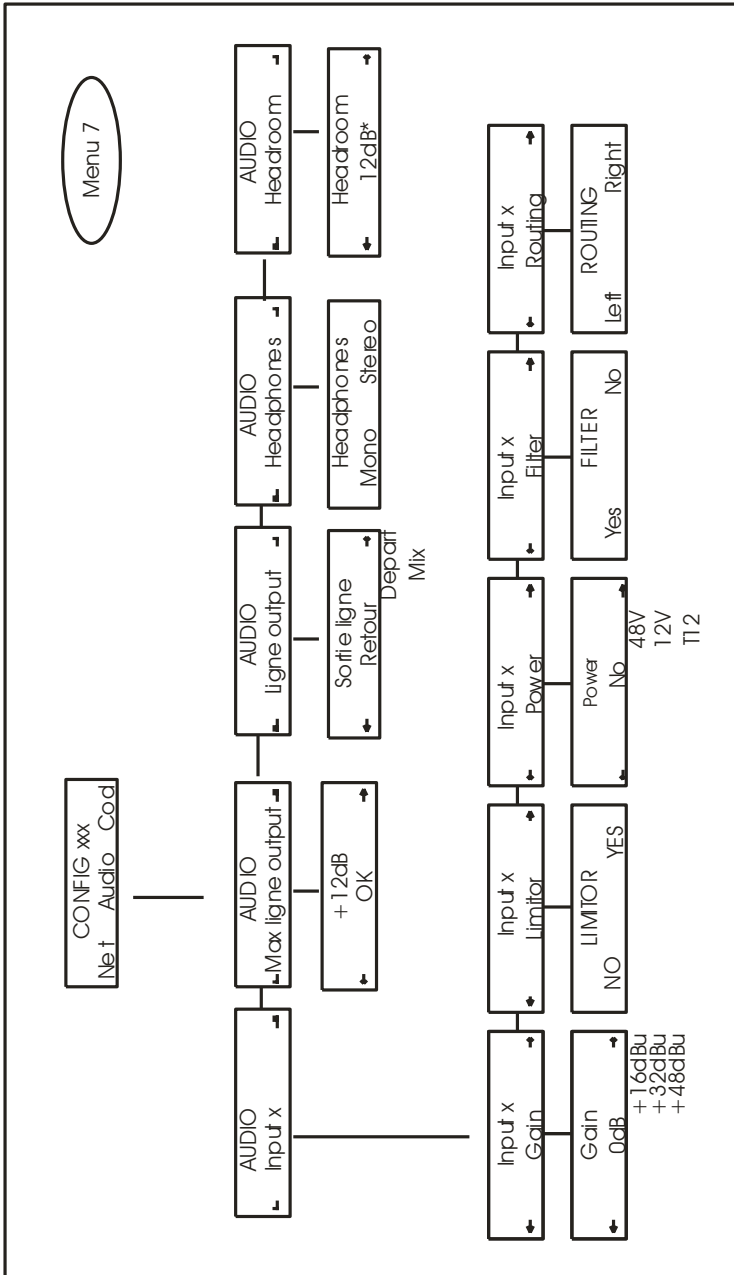 Menu 7
CONFIG xxx
Net Audio Cod
AUDIO
Input x
AUDIO
Max ligne output
+12dB
OK
AUDIO
Ligne output
Sortie ligne
Retour
Depart
Mix
AUDIO
Headphones
Headphones
Mono Stereo
AUDIO
Headroom
Headroom
12dB*
Input x
Gain
Gain
0dB
+16dBu
+32dBu
+48dBu
Input x
Limitor
LIMITOR
NO YES
Input x
Power
Power
No
48V
12V
T12
Input x
Filter
FILTER
Yes No
Input x
Routing
ROUTING
Left Right